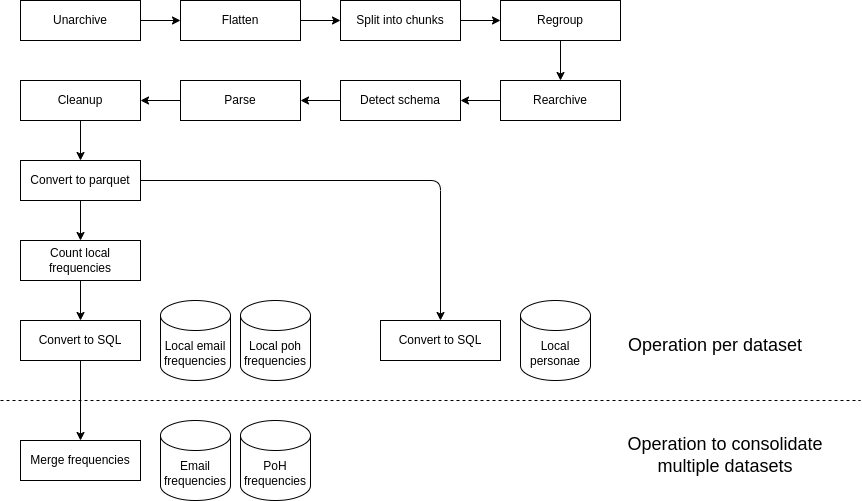 Unarchive
Flatten
Split into chunks
Regroup
Cleanup
Parse
Detect schema
Rearchive
Convert to parquet
Count local
frequencies
Convert to SQL
Local email
frequencies
Local poh
frequencies
Convert to SQL
Local
personae
Operation per dataset
Merge frequencies
Email
frequencies
PoH
frequencies
Operation to consolidate
multiple datasets